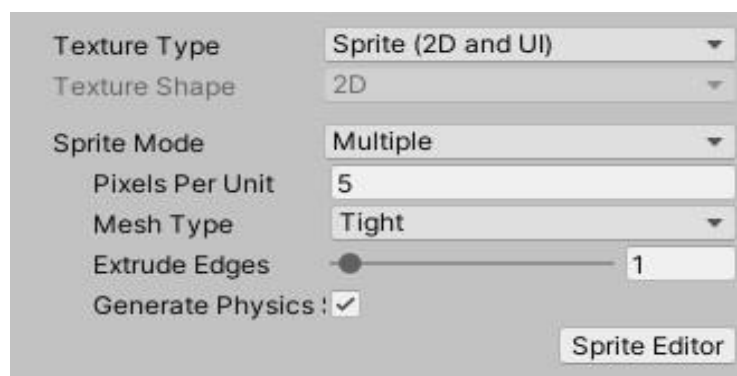 Texture Type Sprite (2D and UI)
Texture Shape 2D
Sprite Mode Multiple
Pixels Per Unit 5
Mesh Type Tight
Extrude Edges 1
Generate Physics
Sprite Editor